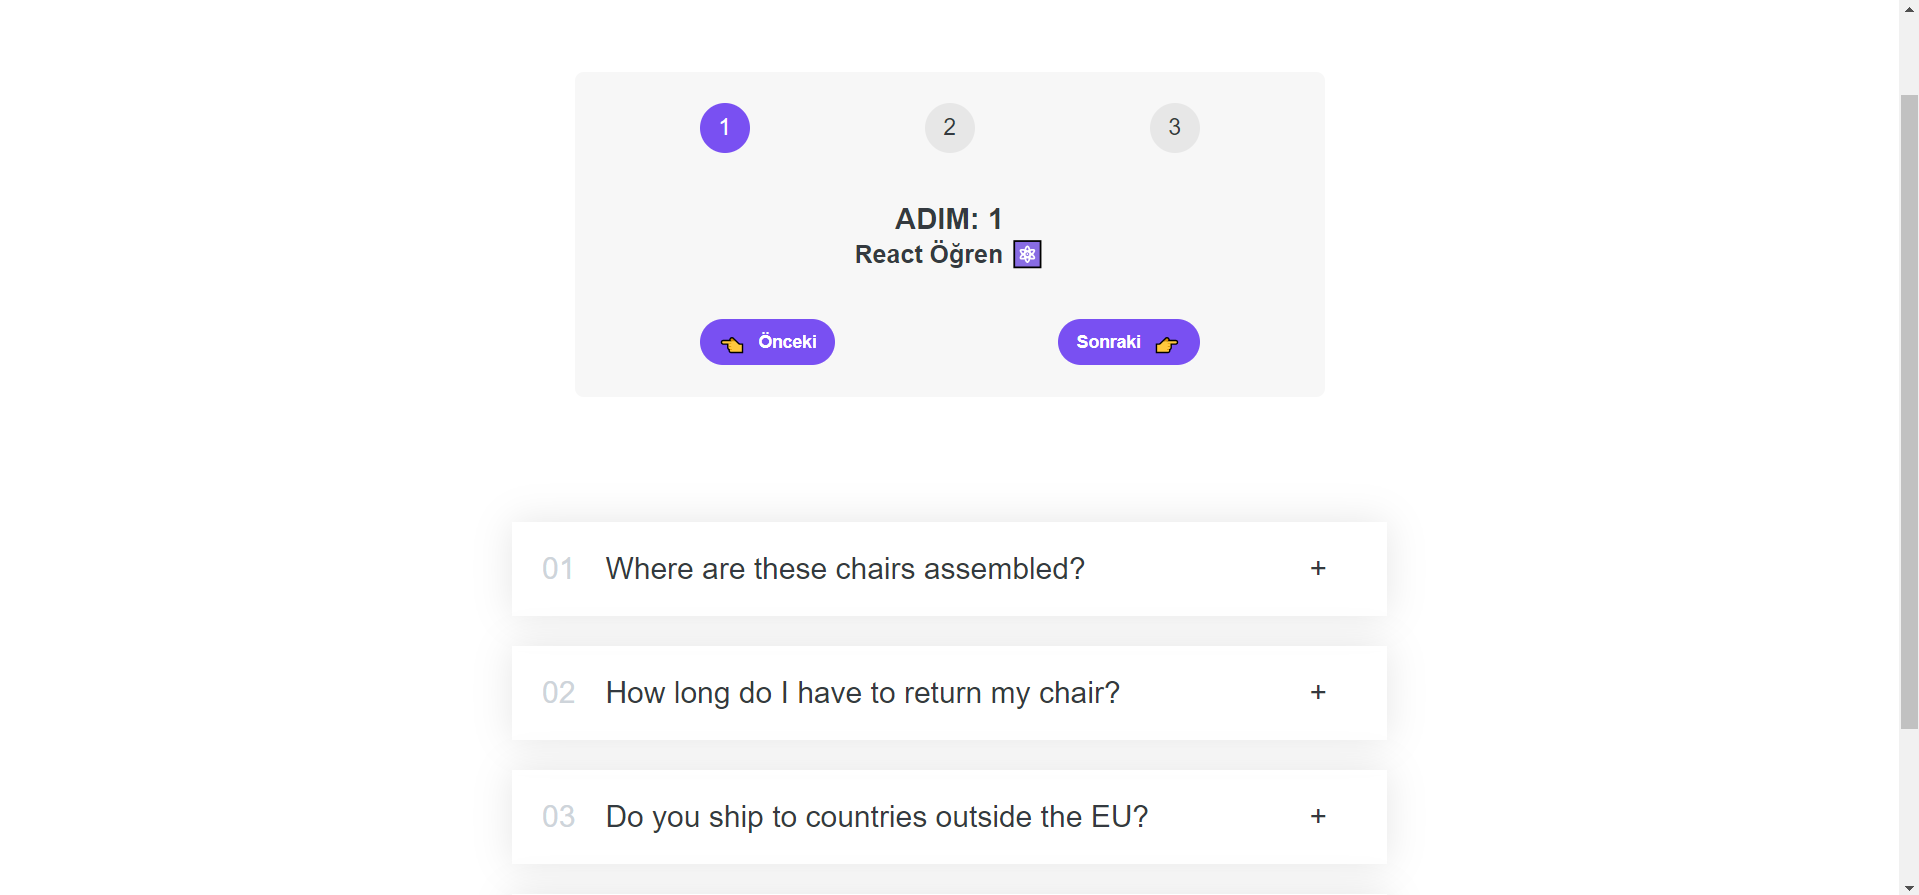 1 2 3
ADIM: 1
React Öğren ⚛
👈 Önceki Sonraki 👉
01 Where are these chairs assembled? +
02 How long do I have to return my chair? +
03 Do you ship to countries outside the EU? +